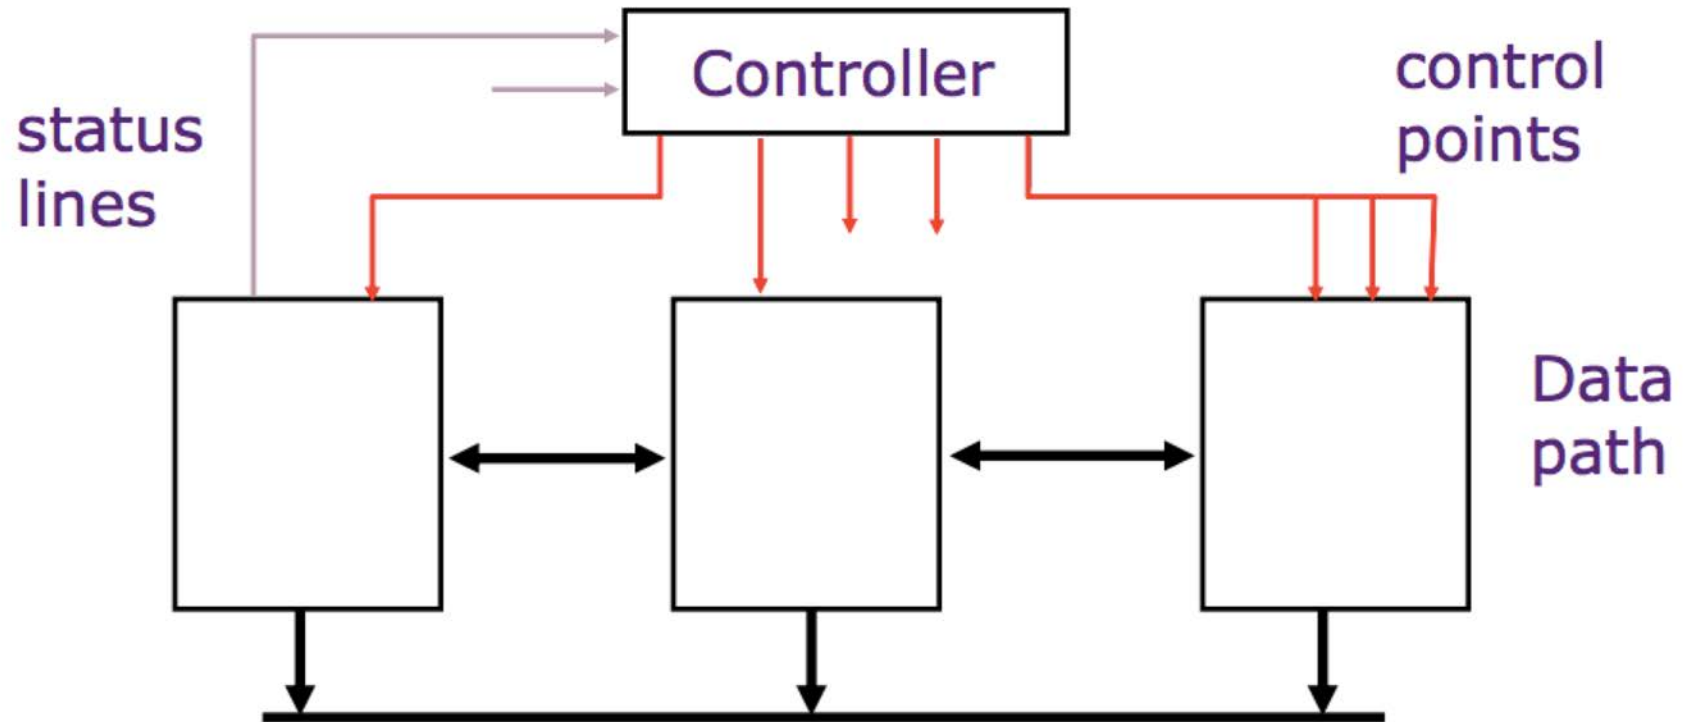 Controller
control
points
status
lines
Data
path